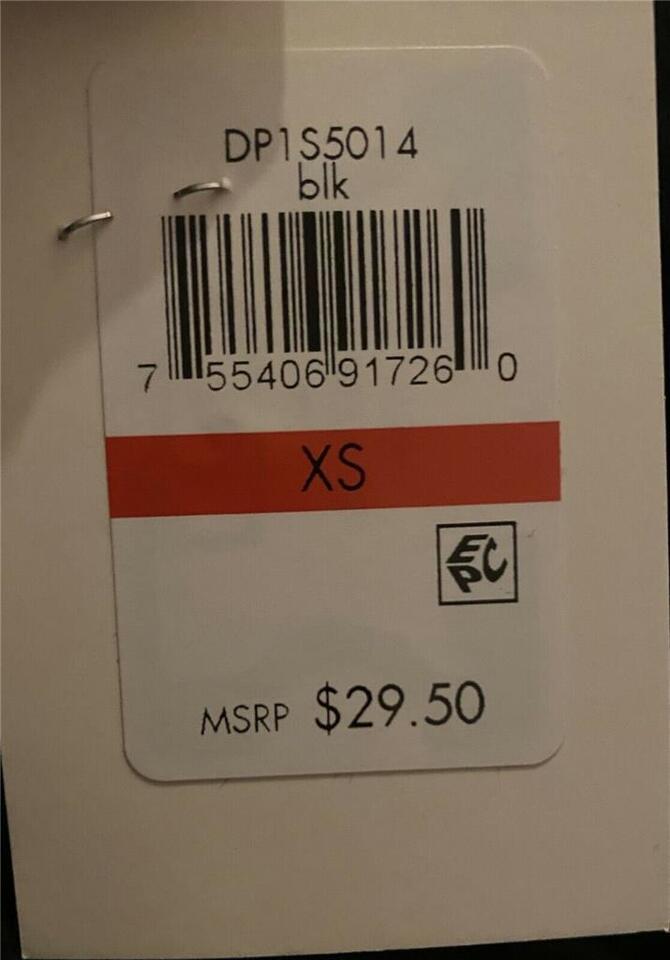 DP1S5014
blk
7 55406 91726 0
XS
EPC
MSRP $29.50